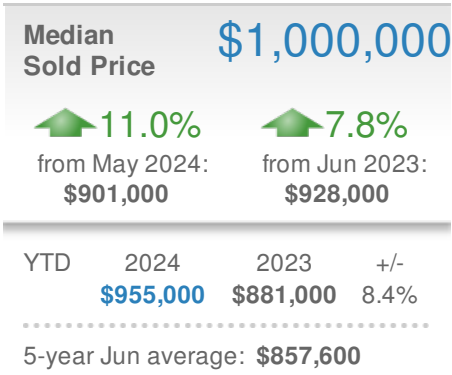 Median $1,000,000
Sold Price
11.0% 7.8%
from May 2024: from Jun 2023:
$901,000 $928,000
YTD 2024 2023 +/-
$955,000 $881,000 8.4%
5-year Jun average: $857,600